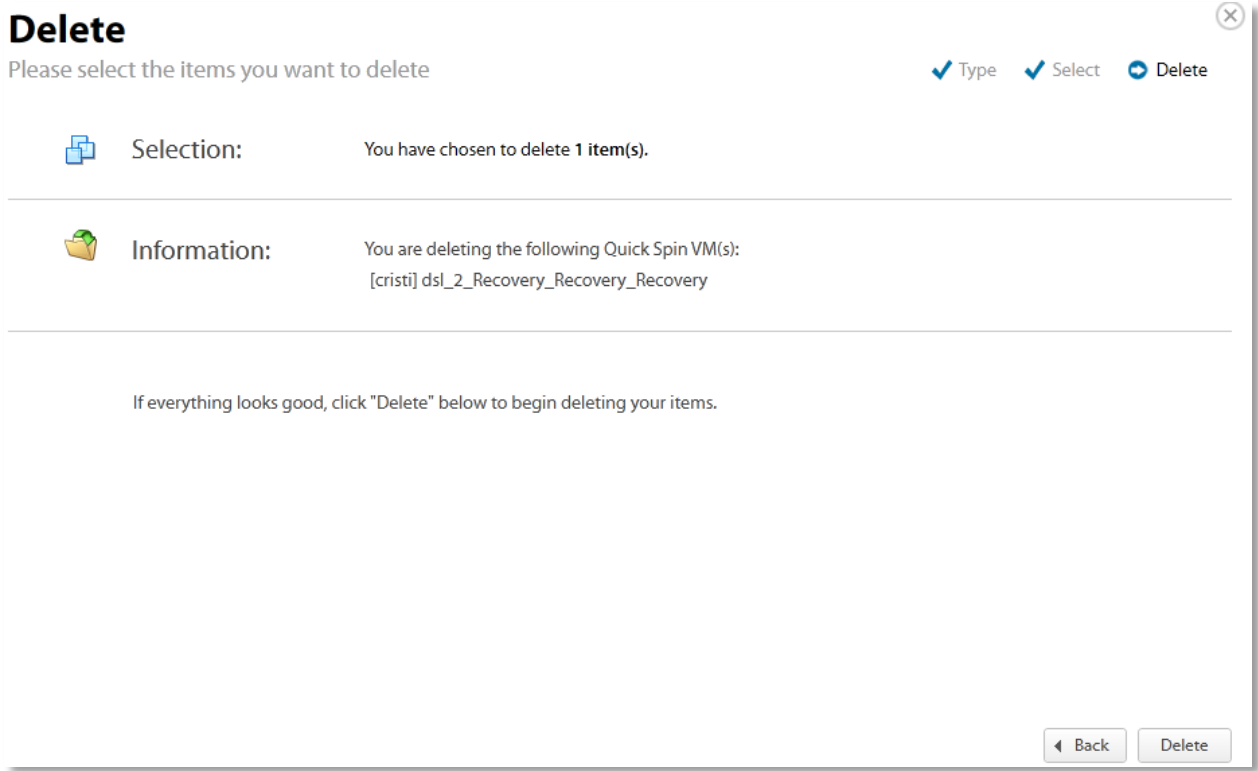 Delete
Please select the items you want to delete
Type Select Delete
Selection: You have chosen to delete 1 item(s).
Information: You are deleting the following Quick Spin VM(s):
[cristi] dsl_2_Recovery_Recovery_Recovery
If everything looks good, click "Delete" below to begin deleting your items.
Back Delete